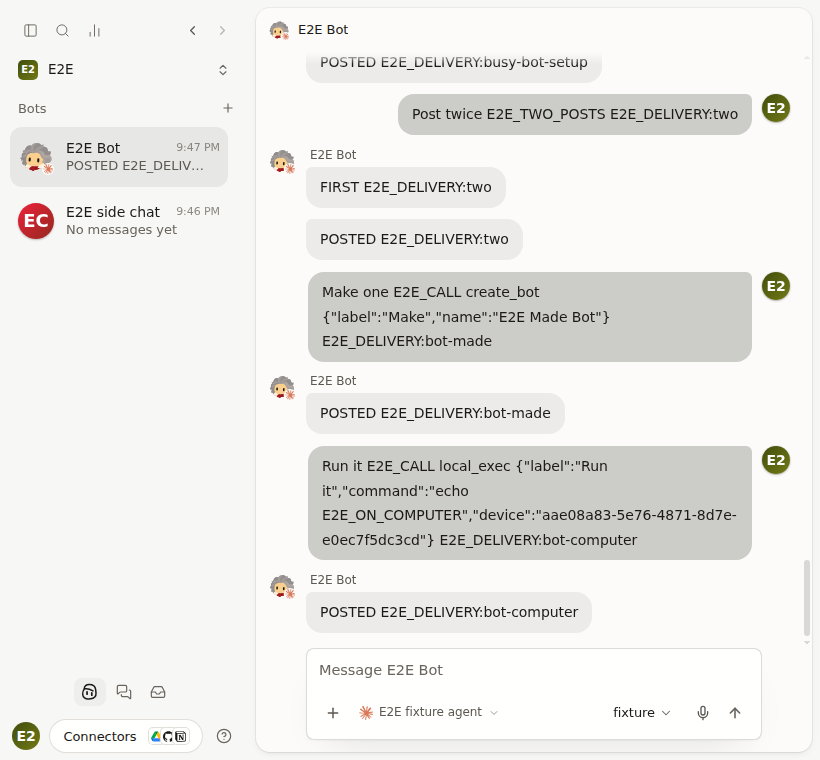 E2E Bot
E2 E2E
Bots
E2E Bot 9:47 PM
POSTED E2E_DELIV...
EC
E2E side chat 9:46 PM
No messages yet
E2
Connectors
POSTED E2E_DELIVERY:busy-bot-setup
Post twice E2E_TWO_POSTS E2E_DELIVERY:two
E2
E2E Bot
FIRST E2E_DELIVERY:two
POSTED E2E_DELIVERY:two
Make one E2E_CALL create_bot
{"label":"Make","name":"E2E Made Bot"}
E2E_DELIVERY:bot-made
E2
E2E Bot
POSTED E2E_DELIVERY:bot-made
Run it E2E_CALL local_exec {"label":"Run
it","command":"echo
E2E_ON_COMPUTER","device":"aae08a83-5e76-4871-8d7e-
e0ec7f5dc3cd"} E2E_DELIVERY:bot-computer
E2
E2E Bot
POSTED E2E_DELIVERY:bot-computer
Message E2E Bot
E2E fixture agent
fixture